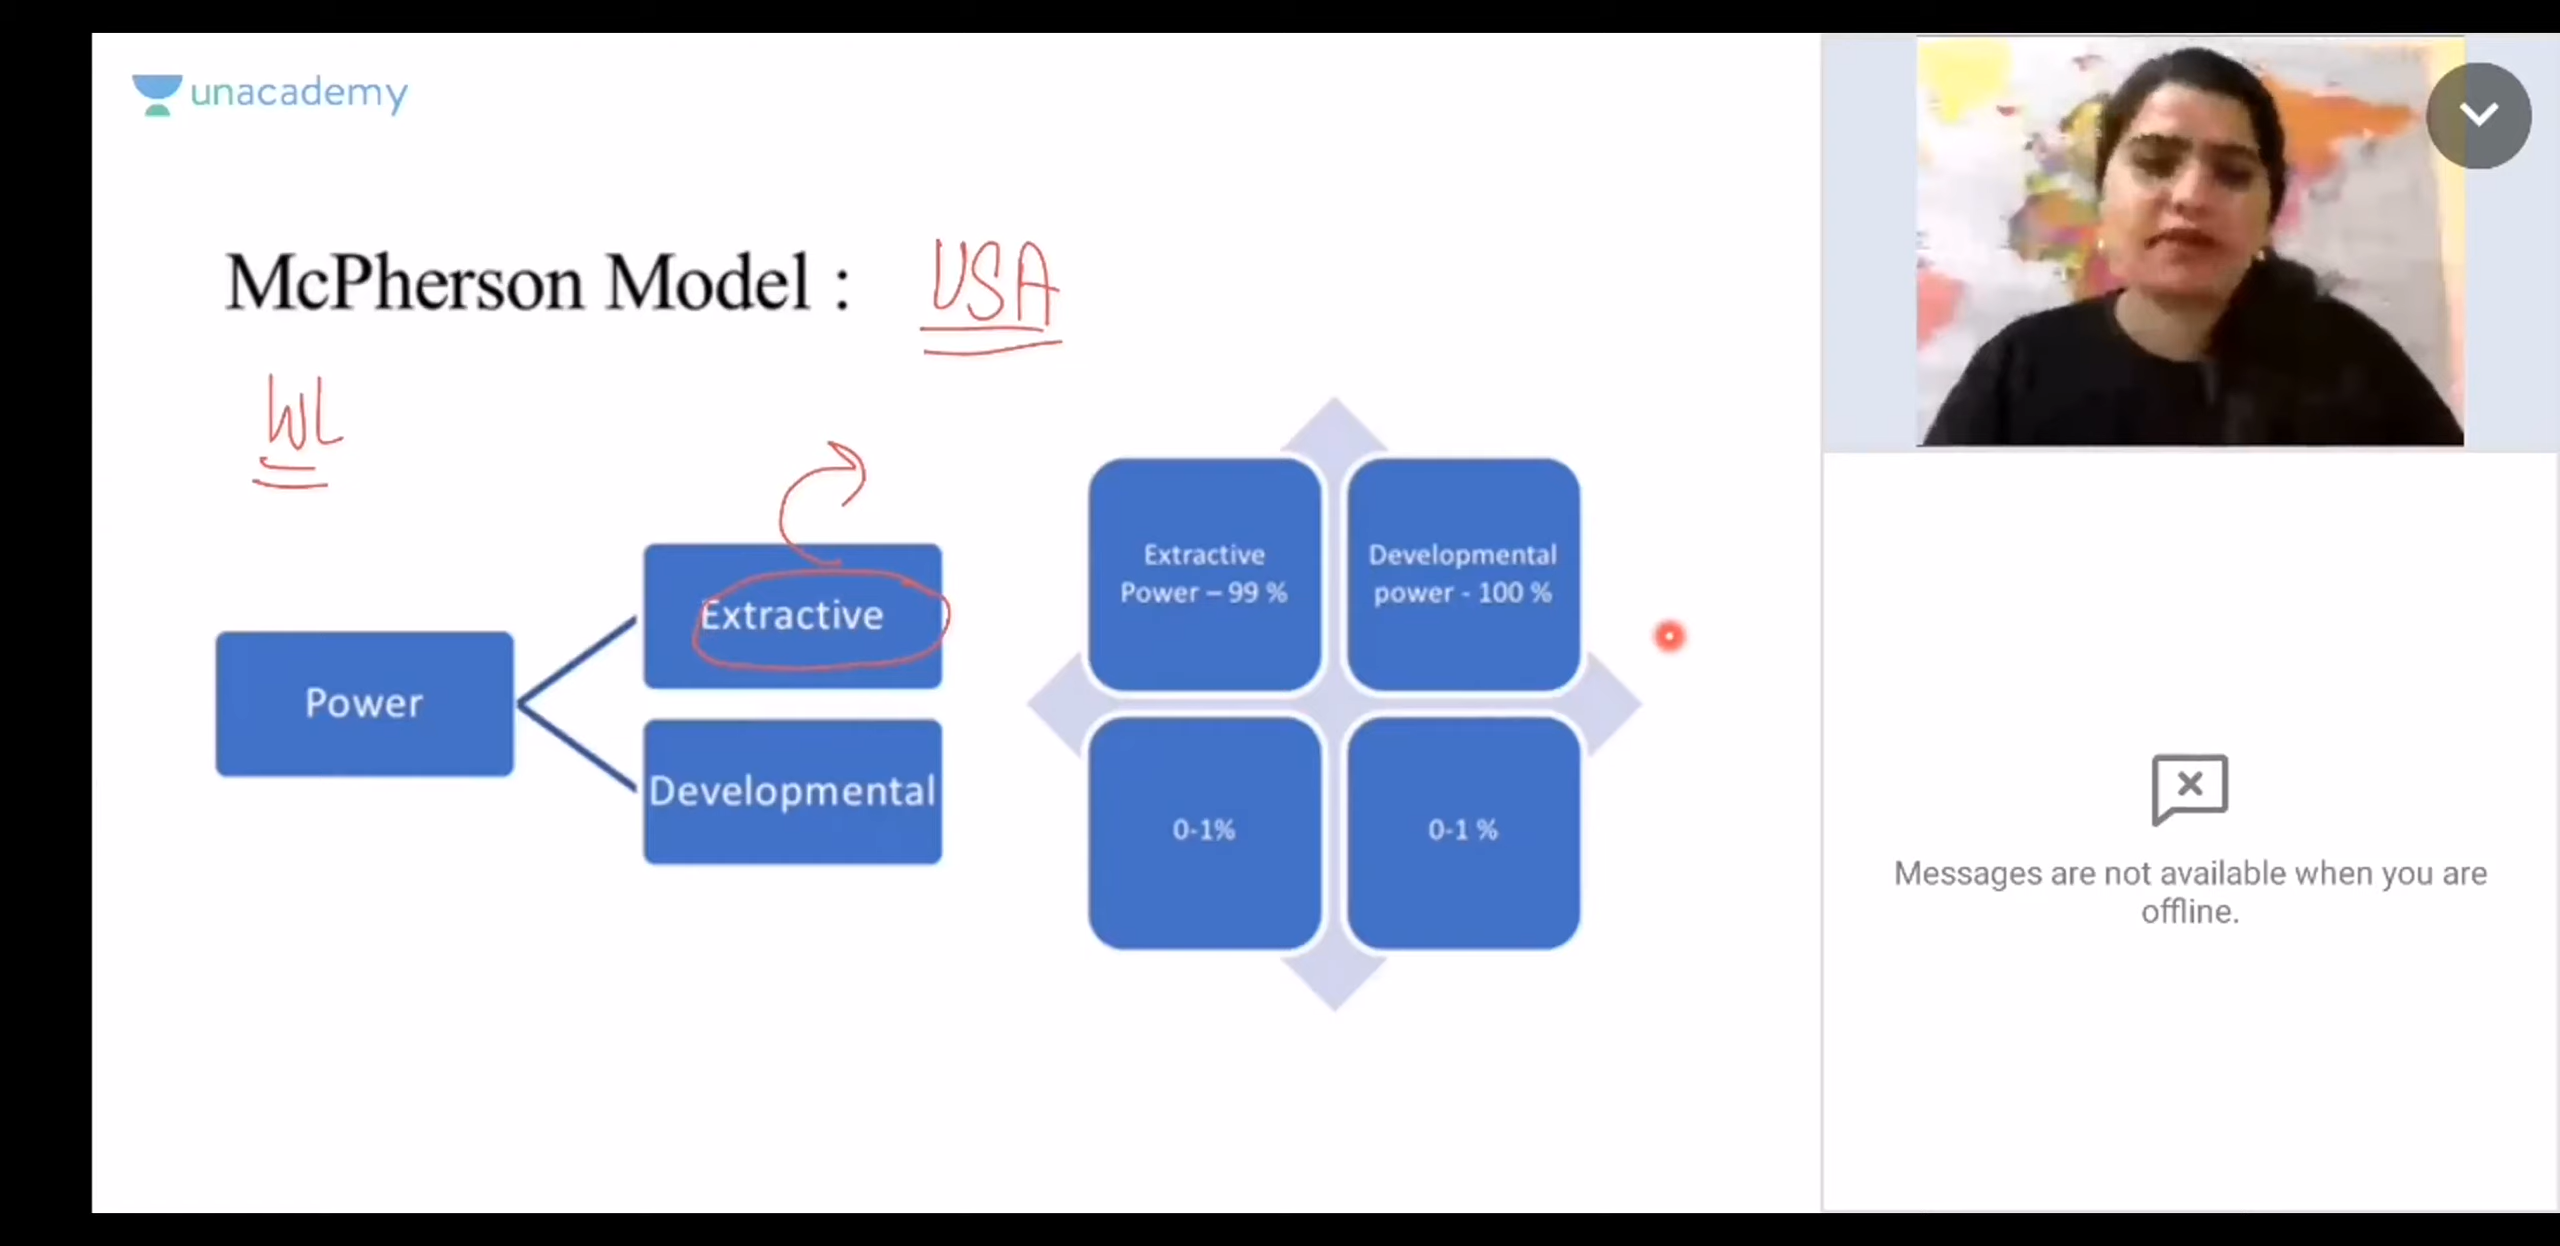 unacademy
McPherson Model : USA
WL
Power
Extractive
Developmental
Extractive
Power – 99 %
Developmental
power - 100 %
0-1%
0-1 %
Messages are not available when you are
offline.